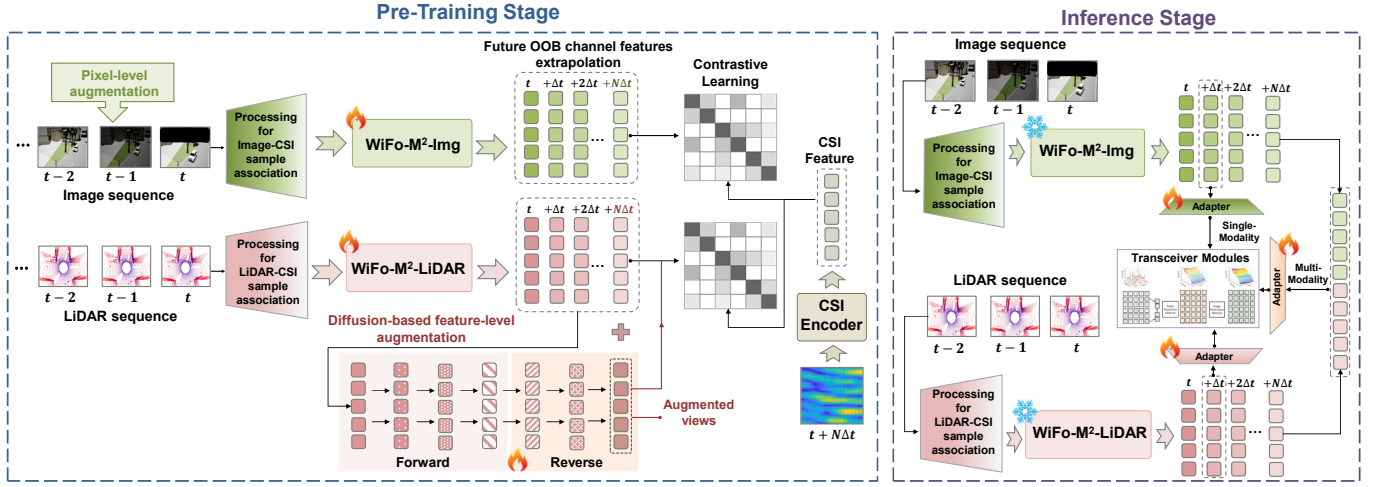 Pre-Training Stage
Pixel-level
augmentation
...
t − 2
t − 1
t
Image sequence
Processing
for
Image-CSI
sample
association
WiFo-M²-Img
Future OOB channel features
extrapolation
t +Δt +2Δt +NΔt
...
Contrastive
Learning
CSI
Feature
...
t − 2
t − 1
t
LiDAR sequence
Processing
for
LiDAR-CSI
sample
association
WiFo-M²-LiDAR
t +Δt +2Δt +NΔt
...
CSI
Encoder
t + NΔt
Diffusion-based feature-level
augmentation
Augmented
views
Forward
Reverse
Inference Stage
Image sequence
t − 2
t − 1
t
Processing
for
Image-CSI
sample
association
WiFo-M²-Img
t +Δt +2Δt +NΔt
...
Adapter
Single-
Modality
Transceiver Modules
Adapter
Multi-
Modality
LiDAR sequence
t − 2
t − 1
t
Adapter
Processing
for
LiDAR-CSI
sample
association
WiFo-M²-LiDAR
t +Δt +2Δt +NΔt
...